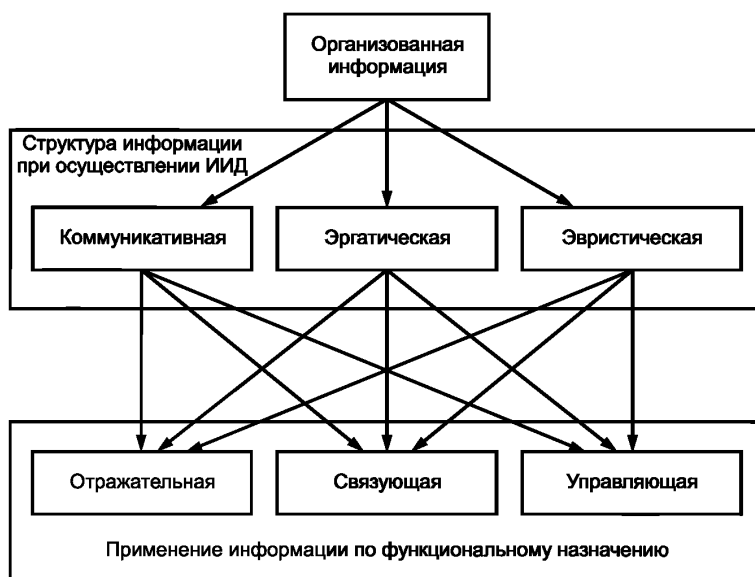 Организованная
информация
Структура информации
при осуществлении ИИД
Коммуникативная
Эргатическая
Эвристическая
Отражательная
Связующая
Управляющая
Применение информации по функциональному назначению